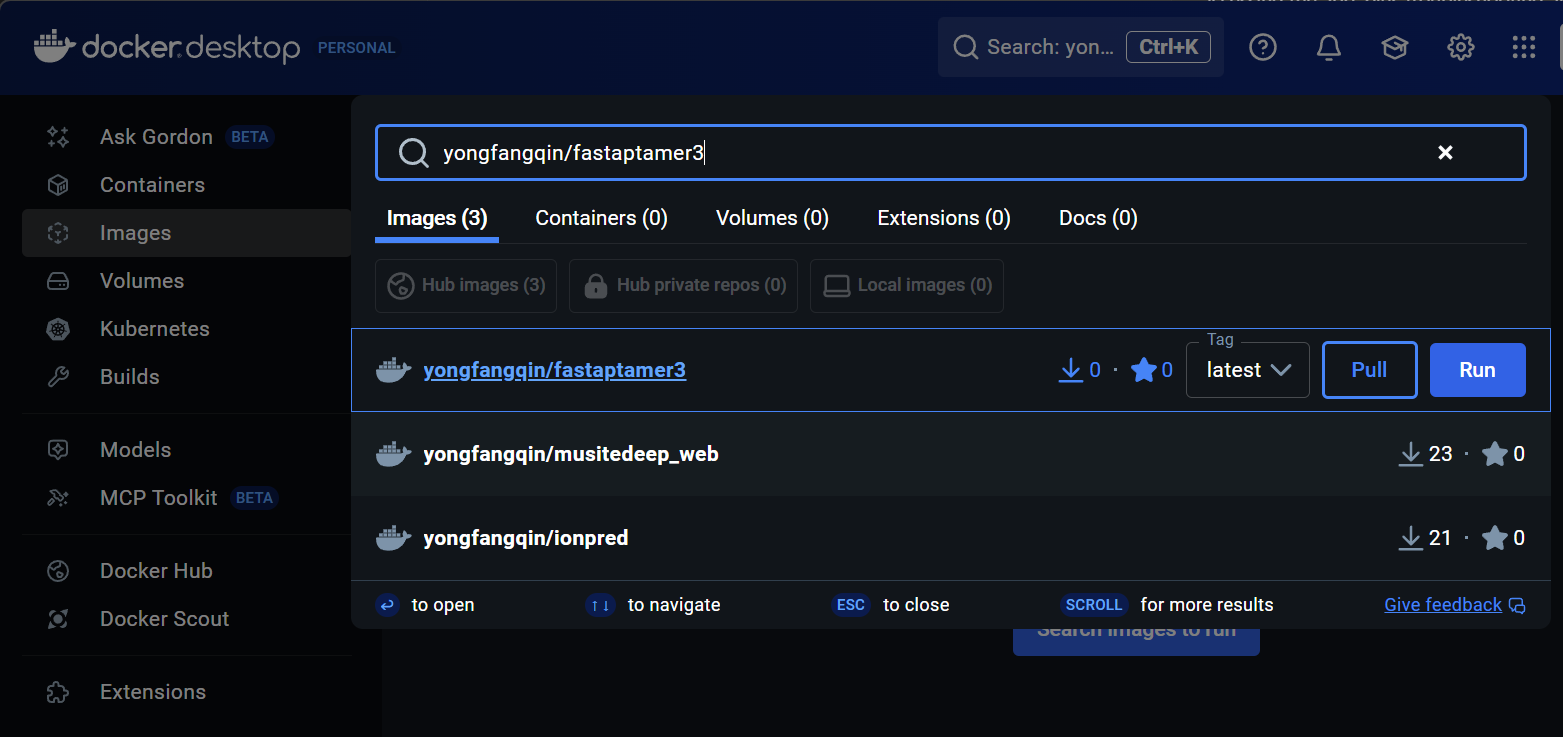 docker desktop PERSONAL
Search: yon... Ctrl+K
Ask Gordon BETA
Containers
Images
Volumes
Kubernetes
Builds
Models
MCP Toolkit BETA
Docker Hub
Docker Scout
Extensions
yongfangqin/fastaptamer3
Images (3) Containers (0) Volumes (0) Extensions (0) Docs (0)
Hub images (3) Hub private repos (0) Local images (0)
Tag
yongfangqin/fastaptamer3 0 · 0 latest Pull Run
yongfangqin/musitedeep_web 23 · 0
yongfangqin/ionpred 21 · 0
to open ↑↓ to navigate ESC to close SCROLL for more results Give feedback
Search images to run